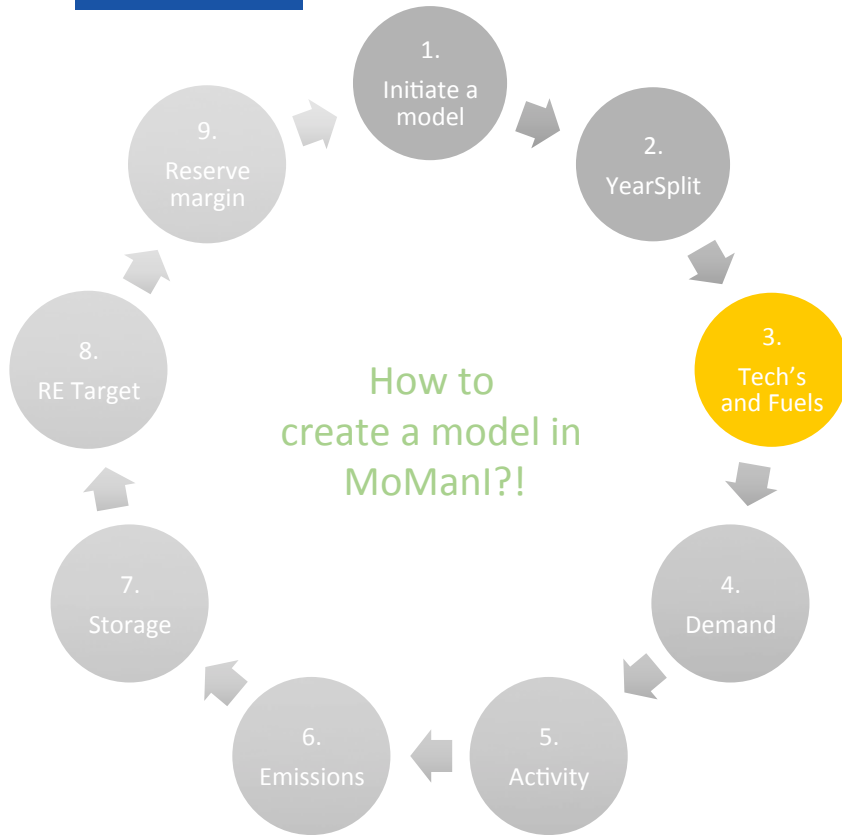 1.
Initiate a
model
2.
YearSplit
3.
Tech's
and Fuels
4.
Demand
5.
Activity
6.
Emissions
7.
Storage
8.
RE Target
9.
Reserve
margin
How to
create a model in
MoManI?!